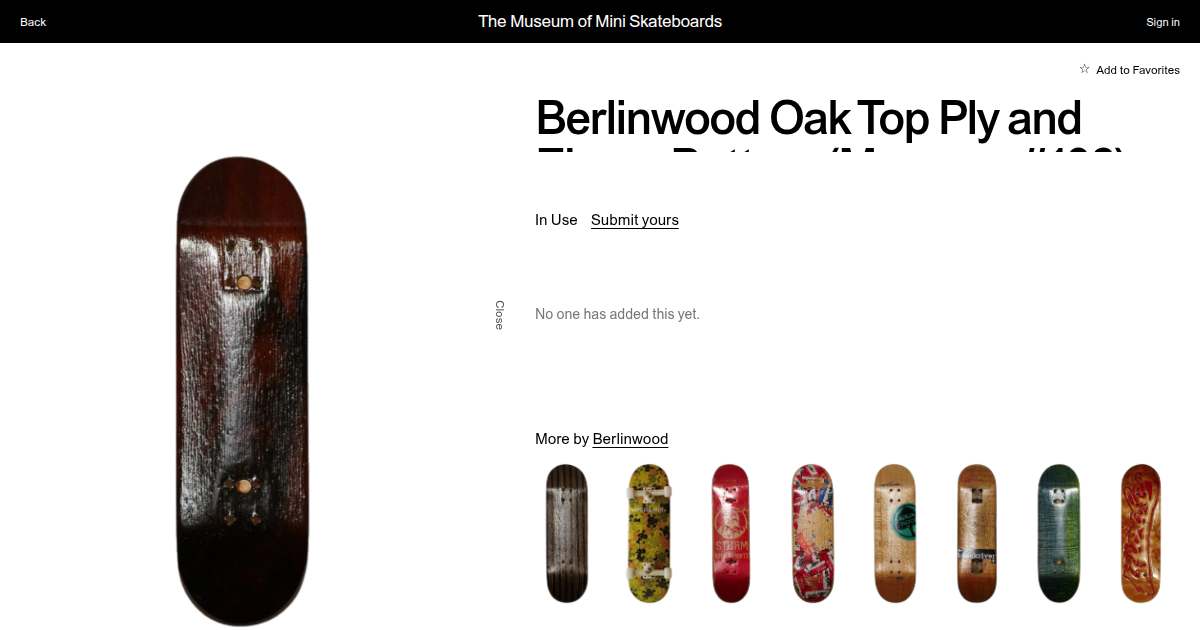 Back
The Museum of Mini Skateboards
Sign in
☆ Add to Favorites
Berlinwood Oak Top Ply and
In Use Submit yours
Close
No one has added this yet.
More by Berlinwood
STURM